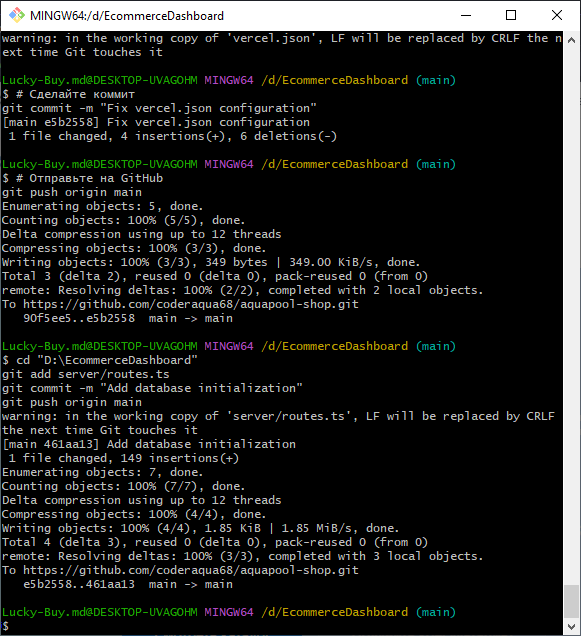 MINGW64:/d/EcommerceDashboard
warning: in the working copy of 'vercel.json', LF will be replaced by CRLF the n
ext time Git touches it
Lucky-Buy.md@DESKTOP-UVAGOHM MINGW64 /d/EcommerceDashboard (main)
$ # Сделайте коммит
git commit -m "Fix vercel.json configuration"
[main e5b2558] Fix vercel.json configuration
 1 file changed, 4 insertions(+), 6 deletions(-)
Lucky-Buy.md@DESKTOP-UVAGOHM MINGW64 /d/EcommerceDashboard (main)
$ # Отправьте на GitHub
git push origin main
Enumerating objects: 5, done.
Counting objects: 100% (5/5), done.
Delta compression using up to 12 threads
Compressing objects: 100% (3/3), done.
Writing objects: 100% (3/3), 349 bytes | 349.00 KiB/s, done.
Total 3 (delta 2), reused 0 (delta 0), pack-reused 0 (from 0)
remote: Resolving deltas: 100% (2/2), completed with 2 local objects.
To https://github.com/coderaqua68/aquapool-shop.git
   90f5ee5..e5b2558  main -> main
Lucky-Buy.md@DESKTOP-UVAGOHM MINGW64 /d/EcommerceDashboard (main)
$ cd "D:\EcommerceDashboard"
git add server/routes.ts
git commit -m "Add database initialization"
git push origin main
warning: in the working copy of 'server/routes.ts', LF will be replaced by CRLF
the next time Git touches it
[main 461aa13] Add database initialization
 1 file changed, 149 insertions(+)
Enumerating objects: 7, done.
Counting objects: 100% (7/7), done.
Delta compression using up to 12 threads
Compressing objects: 100% (4/4), done.
Writing objects: 100% (4/4), 1.85 KiB | 1.85 MiB/s, done.
Total 4 (delta 3), reused 0 (delta 0), pack-reused 0 (from 0)
remote: Resolving deltas: 100% (3/3), completed with 3 local objects.
To https://github.com/coderaqua68/aquapool-shop.git
   e5b2558..461aa13  main -> main
Lucky-Buy.md@DESKTOP-UVAGOHM MINGW64 /d/EcommerceDashboard (main)
$